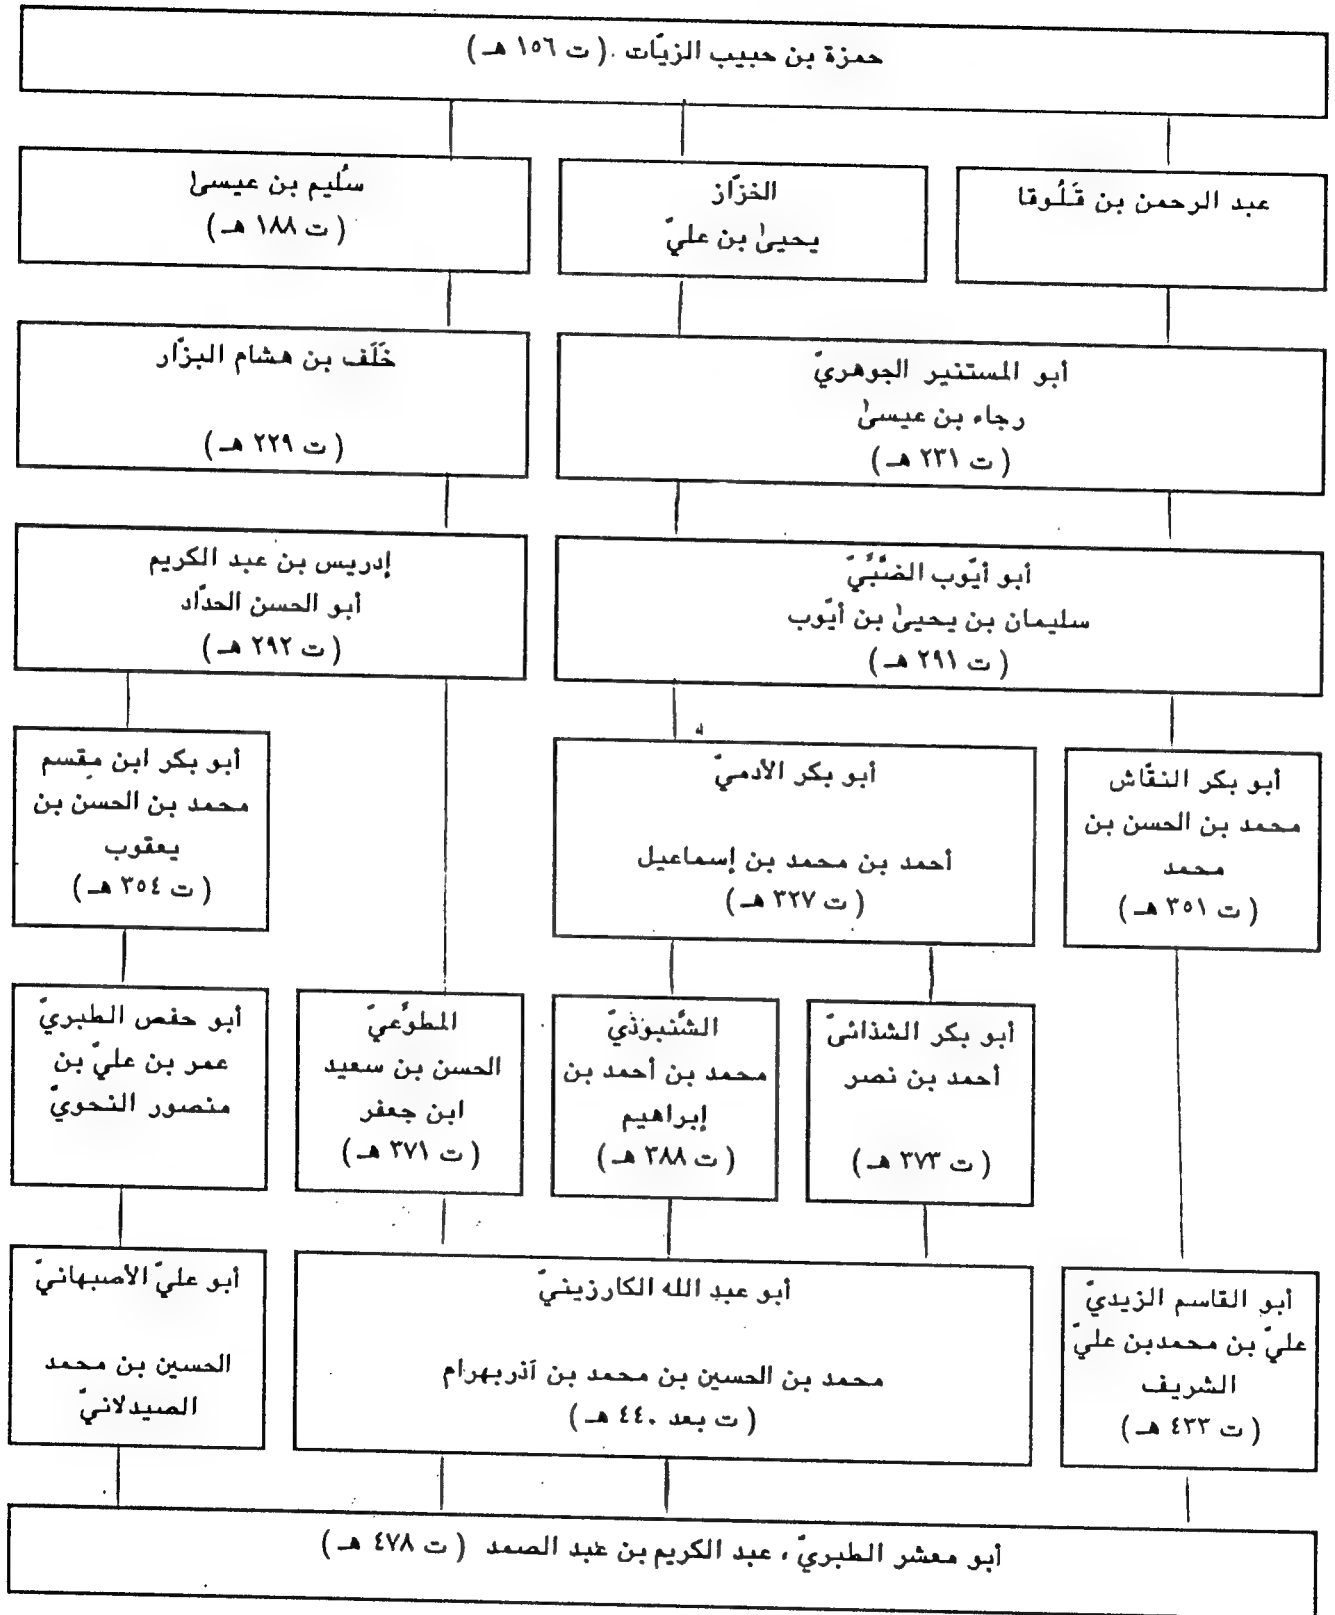 حمزة بن حبيب الزيّات . ( ت ١٥٦ هـ )
عبد الرحمن بن قَلُوقا
الخزّاز
يحيىٰ بن عليّ
سُليم بن عيسىٰ
( ت ١٨٨ هـ )
أبو المستنير الجوهريّ
رجاء بن عيسىٰ
( ت ٢٣١ هـ )
خَلَف بن هشام البزّار
( ت ٢٢٩ هـ )
أبو أيّوب الضَّبِّيّ
سليمان بن يحيىٰ بن أيّوب
( ت ٢٩١ هـ )
إدريس بن عبد الكريم
أبو الحسن الحدّاد
( ت ٢٩٢ هـ )
أبو بكر النقّاش
محمد بن الحسن بن
محمد
( ت ٣٥١ هـ )
أبو بكر الأدميّ
أحمد بن محمد بن إسماعيل
( ت ٣٢٧ هـ )
أبو بكر ابن مِقسم
محمد بن الحسن بن
يعقوب
( ت ٣٥٤ هـ )
أبو بكر الشذائىّ
أحمد بن نصر
( ت ٣٧٣ هـ )
الشَّنبوذيّ
محمد بن أحمد بن
إبراهيم
( ت ٣٨٨ هـ )
المطوِّعيّ
الحسن بن سعيد
ابن جعفر
( ت ٣٧١ هـ )
أبو حفص الطبريّ
عمر بن عليّ بن
منصور النحويّ
أبو القاسم الزيديّ
عليّ بن محمدبن عليّ
الشريف
( ت ٤٣٣ هـ )
أبو عبد الله الكارزينيّ
محمد بن الحسين بن محمد بن آذربهرام
( ت بعد ٤٤٠ هـ )
أبو عليّ الأصبهانيّ
الحسين بن محمد
الصيدلانيّ
أبو معشر الطبريّ ، عبد الكريم بن عبد الصمد ( ت ٤٧٨ هـ )